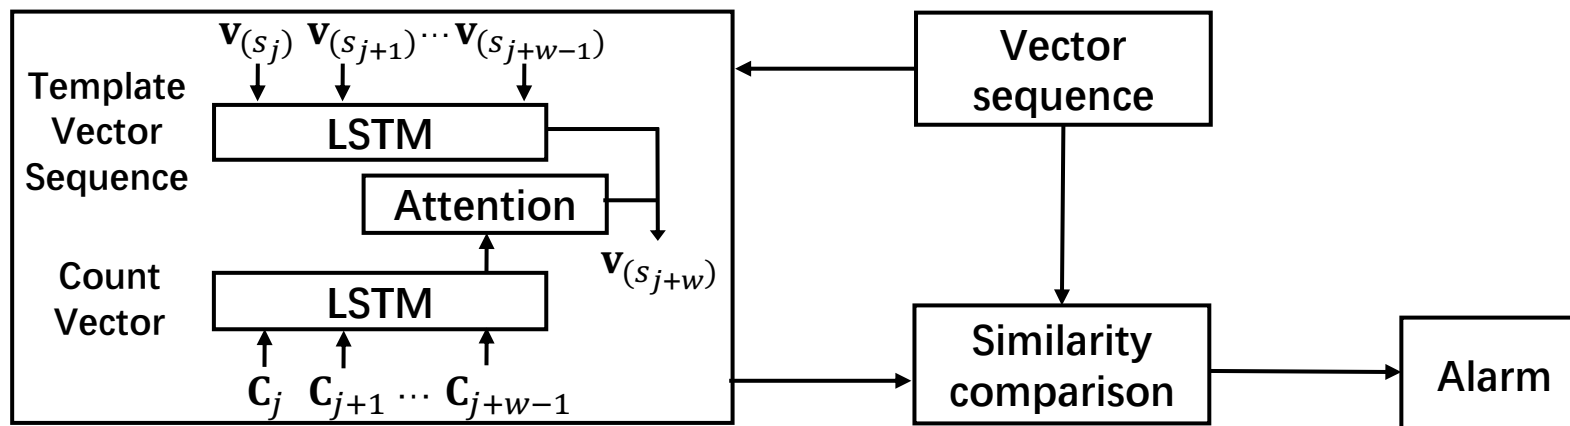 𝐯(𝑠𝑗) 𝐯(𝑠𝑗+1) ⋯ 𝐯(𝑠𝑗+𝑤−1)
Template
Vector
Sequence
LSTM
Attention
𝐯(𝑠𝑗+𝑤)
Count
Vector
LSTM
𝐂𝑗 𝐂𝑗+1 ⋯ 𝐂𝑗+𝑤−1
Vector
sequence
Similarity
comparison
Alarm